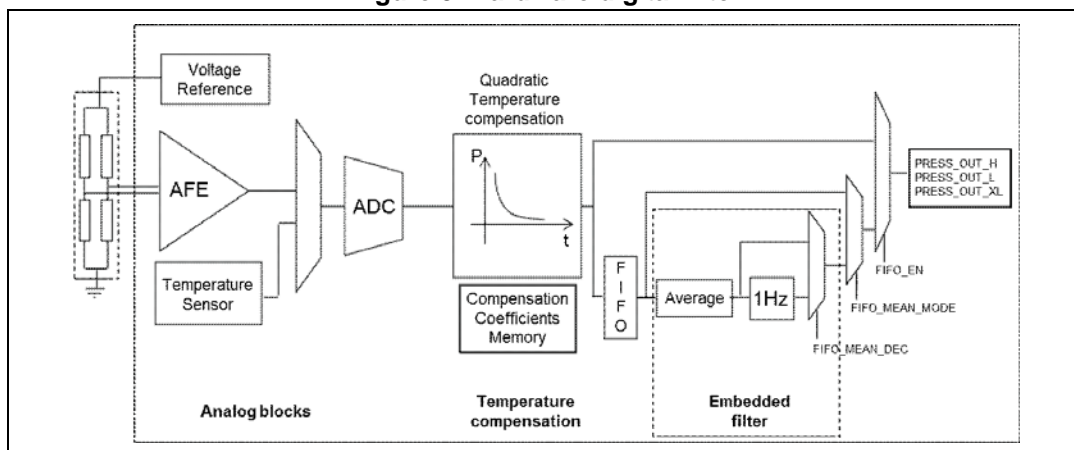 Voltage
Reference
AFE
Temperature
Sensor
ADC
Quadratic
Temperature
compensation
P
t
Compensation
Coefficients
Memory
F
I
F
O
Average
1Hz
PRESS_OUT_H
PRESS_OUT_L
PRESS_OUT_XL
FIFO_EN
FIFO_MEAN_MODE
FIFO_MEAN_DEC
Analog blocks
Temperature
compensation
Embedded
filter